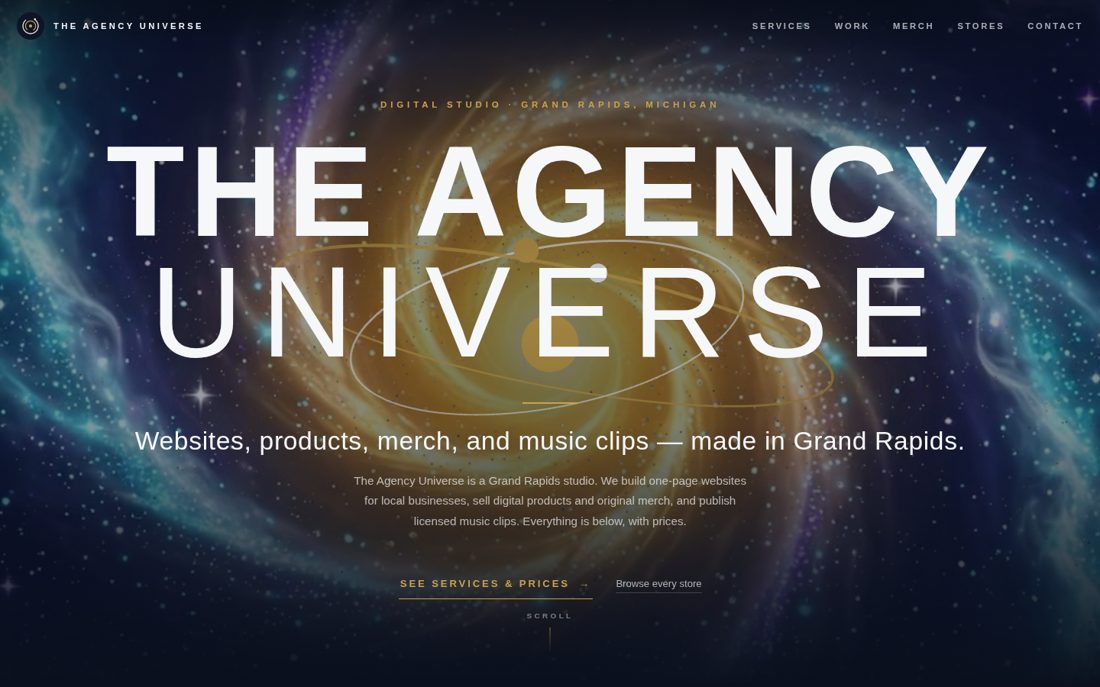 THE AGENCY UNIVERSE
SERVICES WORK MERCH STORES CONTACT
DIGITAL STUDIO · GRAND RAPIDS, MICHIGAN
THE AGENCY
UNIVERSE
Websites, products, merch, and music clips — made in Grand Rapids.
The Agency Universe is a Grand Rapids studio. We build one-page websites
for local businesses, sell digital products and original merch, and publish
licensed music clips. Everything is below, with prices.
SEE SERVICES & PRICES →
Browse every store
SCROLL